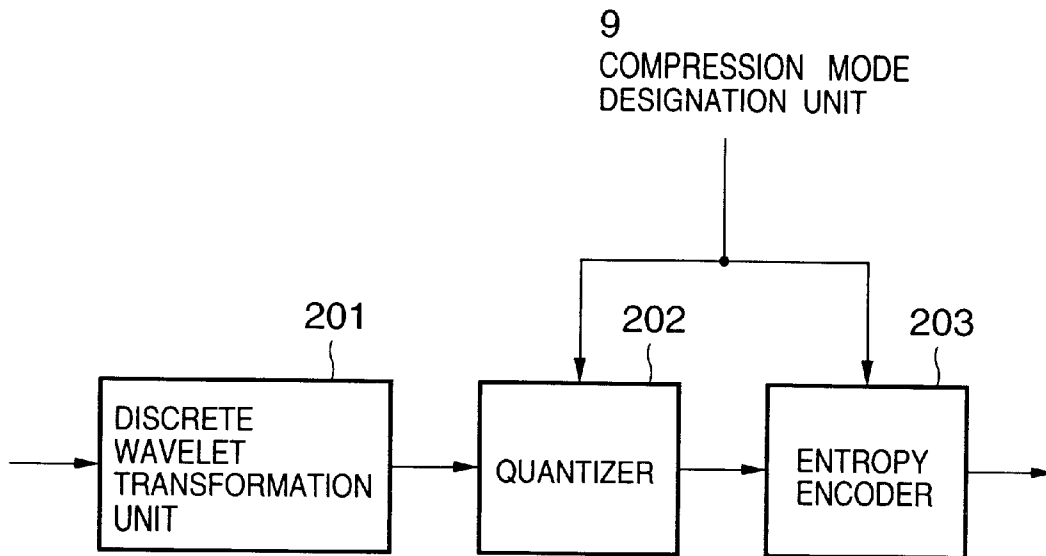 9
COMPRESSION MODE
DESIGNATION UNIT
201
202
203
DISCRETE
WAVELET
TRANSFORMATION
UNIT
QUANTIZER
ENTROPY
ENCODER